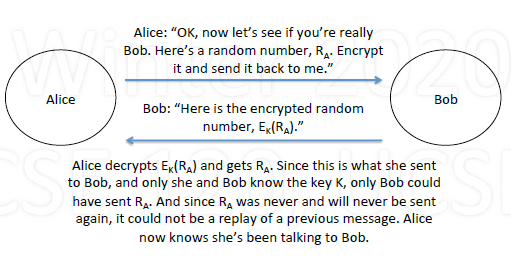 Alice: “OK, now let’s see if you’re really
Bob. Here’s a random number, R_A. Encrypt
it and send it back to me.”
Alice
Bob
Bob: “Here is the encrypted random
number, E_K(R_A).”
Alice decrypts E_K(R_A) and gets R_A. Since this is what she sent
to Bob, and only she and Bob know the key K, only Bob could
have sent R_A. And since R_A was never and will never be sent
again, it could not be a replay of a previous message. Alice
now knows she’s been talking to Bob.
Winter 2020